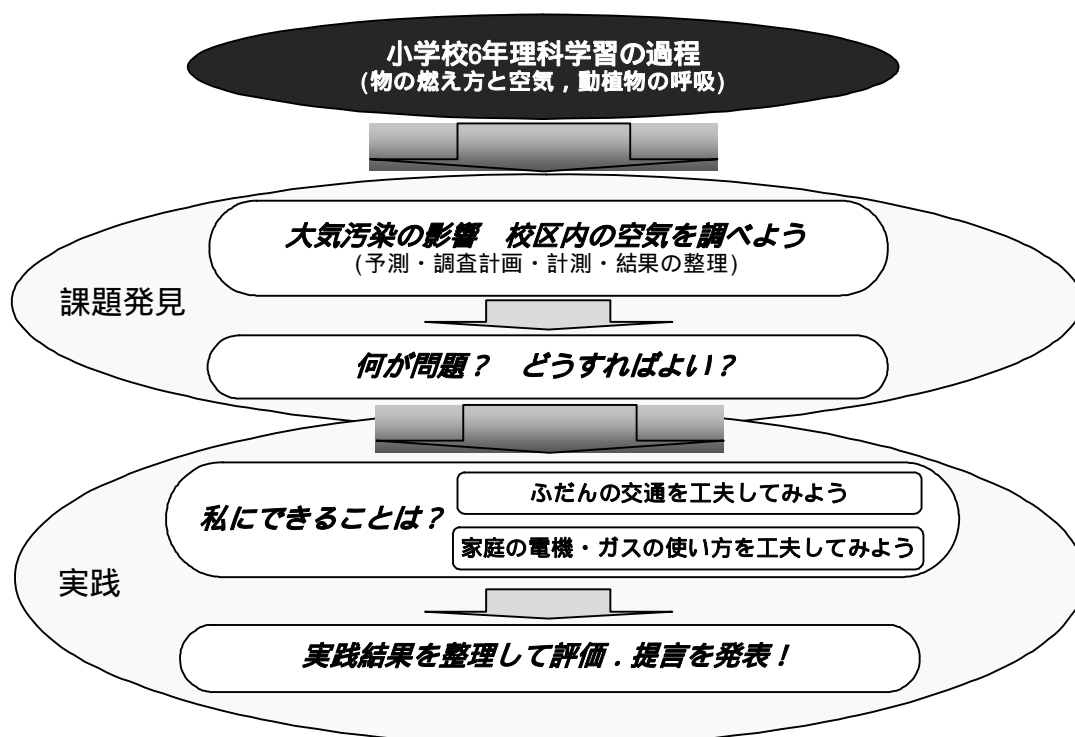 小学校6年理科学習の過程
(物の燃え方と空気，動植物の呼吸)
大気汚染の影響　校区内の空気を調べよう
(予測・調査計画・計測・結果の整理)
課題発見
何が問題？　どうすればよい？
ふだんの交通を工夫してみよう
私にできることは？
家庭の電機・ガスの使い方を工夫してみよう
実践
実践結果を整理して評価．提言を発表！